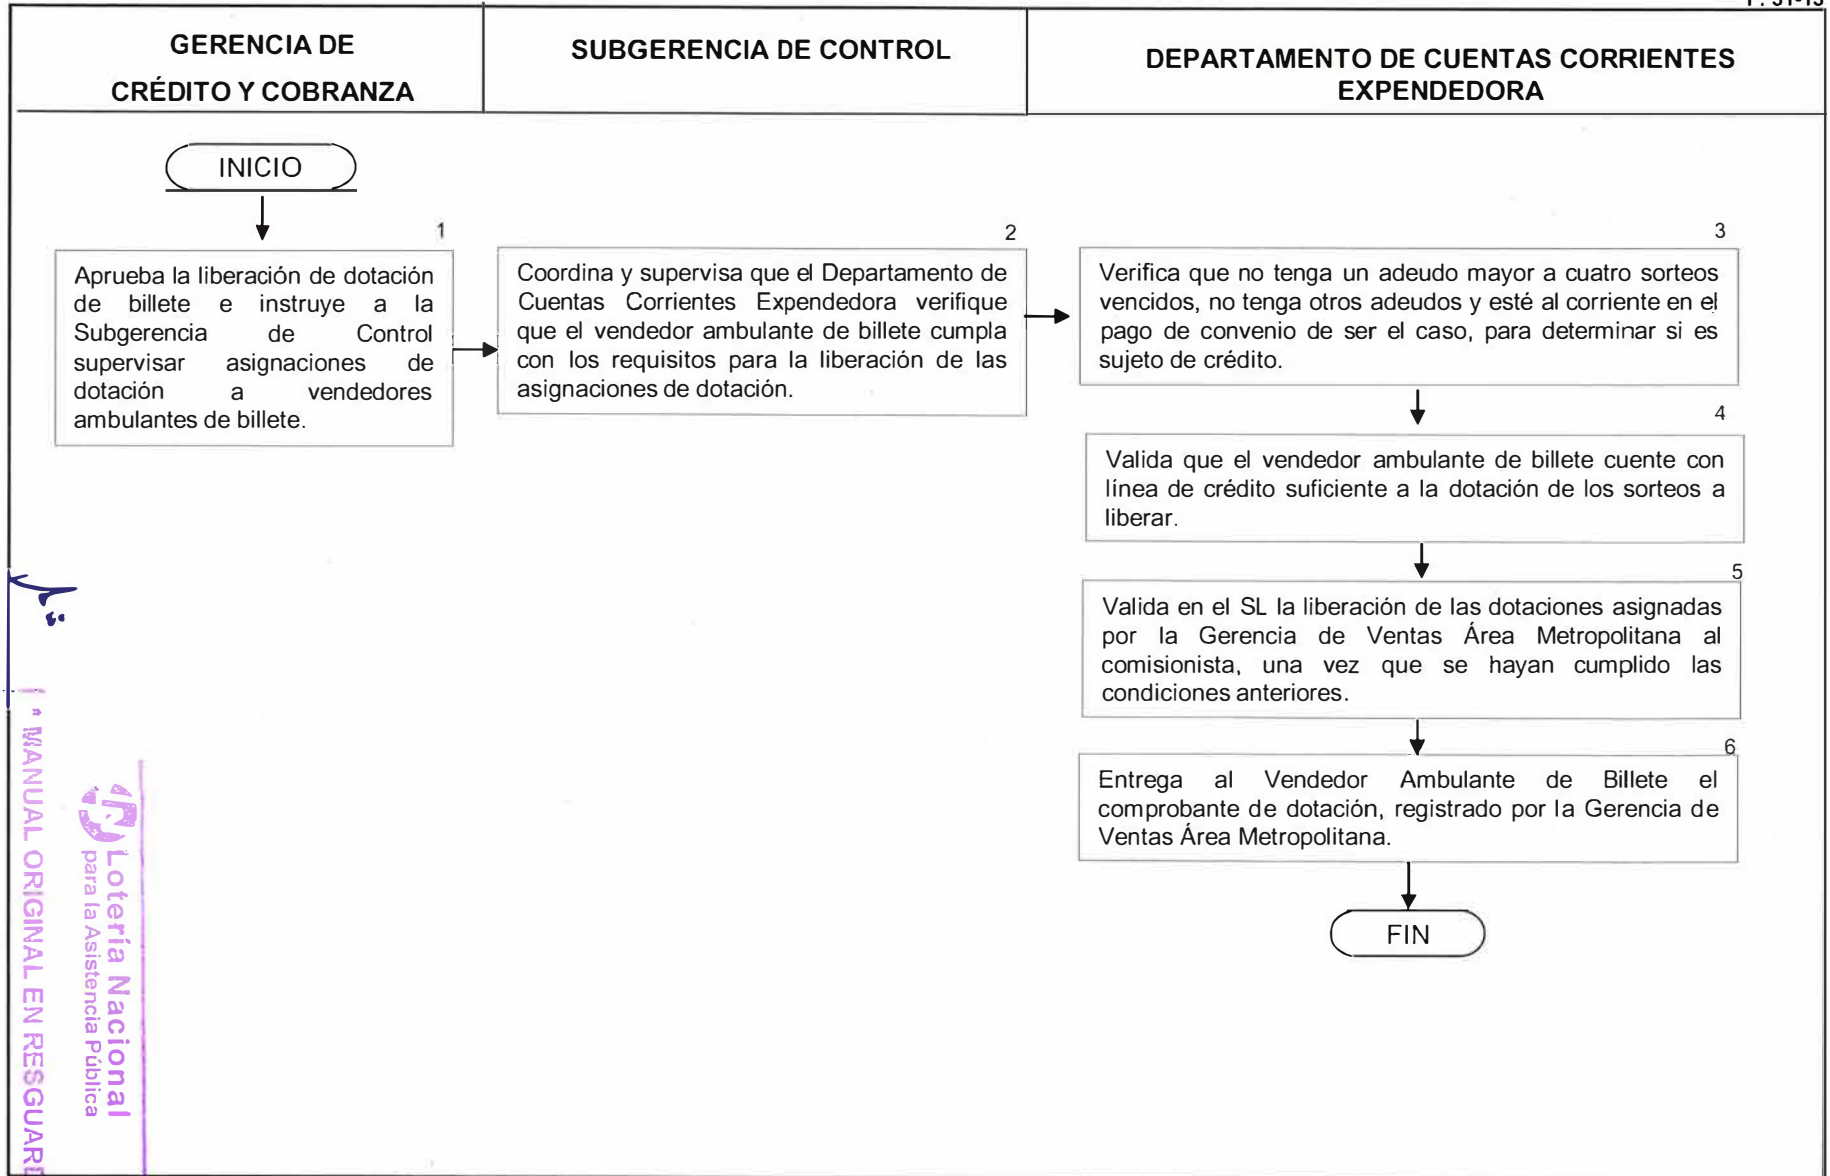 GERENCIA DE
CRÉDITO Y COBRANZA
SUBGERENCIA DE CONTROL
DEPARTAMENTO DE CUENTAS CORRIENTES
EXPENDEDORA
INICIO
1
Aprueba la liberación de dotación
de billete e instruye a la
Subgerencia de Control
supervisar asignaciones de
dotación a vendedores
ambulantes de billete.
2
Coordina y supervisa que el Departamento de
Cuentas Corrientes Expendedora verifique
que el vendedor ambulante de billete cumpla
con los requisitos para la liberación de las
asignaciones de dotación.
3
Verifica que no tenga un adeudo mayor a cuatro sorteos
vencidos, no tenga otros adeudos y esté al corriente en el
pago de convenio de ser el caso, para determinar si es
sujeto de crédito.
4
Valida que el vendedor ambulante de billete cuente con
línea de crédito suficiente a la dotación de los sorteos a
liberar.
5
Valida en el SL la liberación de las dotaciones asignadas
por la Gerencia de Ventas Área Metropolitana al
comisionista, una vez que se hayan cumplido las
condiciones anteriores.
6
Entrega al Vendedor Ambulante de Billete el
comprobante de dotación, registrado por la Gerencia de
Ventas Área Metropolitana.
FIN
Lotería Nacional
para la Asistencia Pública
" MANUAL ORIGINAL EN RESGUAR